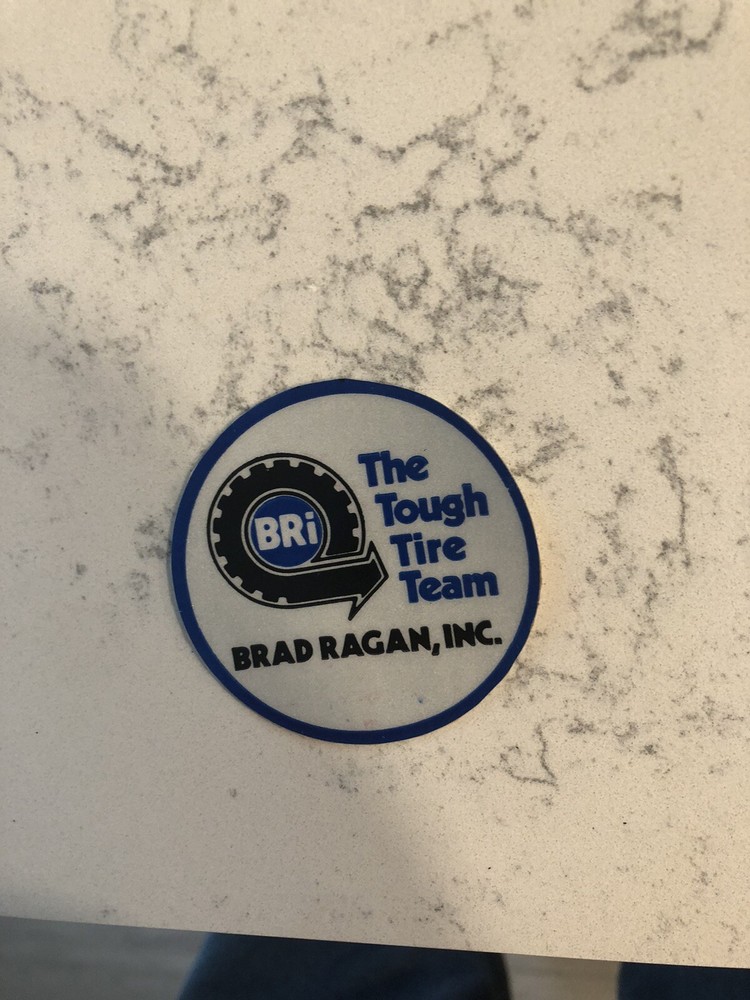 BRi
The
Tough
Tire
Team
BRAD RAGAN, INC.